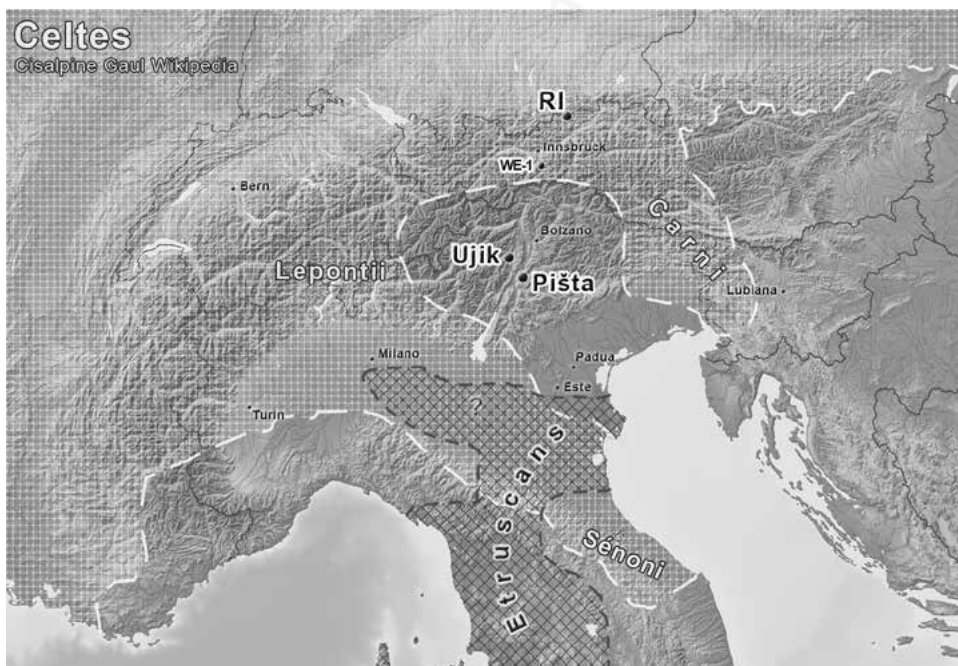 Celtes
Cisalpine Gaul Wikipedia
RI
Innsbruck
WE-1
Bern
Carni
Bolzano
Ujik
Lepontii
Pišta
Lubiana
Milano
Padua
Este
?
Turin
Etruscans
Sénoni